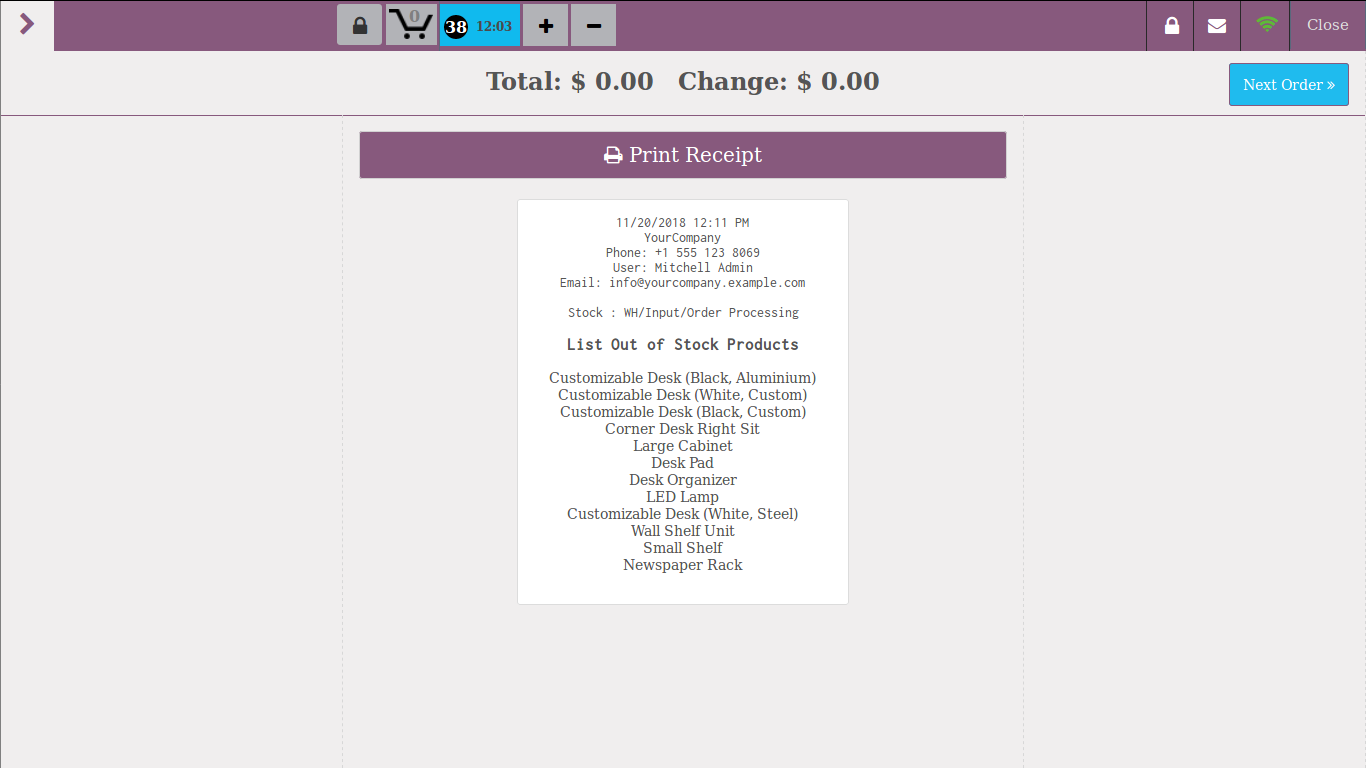 0
38 12:03
Close
Total: $ 0.00 Change: $ 0.00
Next Order »
Print Receipt
11/20/2018 12:11 PM
YourCompany
Phone: +1 555 123 8069
User: Mitchell Admin
Email: info@yourcompany.example.com
Stock : WH/Input/Order Processing
List Out of Stock Products
Customizable Desk (Black, Aluminium)
Customizable Desk (White, Custom)
Customizable Desk (Black, Custom)
Corner Desk Right Sit
Large Cabinet
Desk Pad
Desk Organizer
LED Lamp
Customizable Desk (White, Steel)
Wall Shelf Unit
Small Shelf
Newspaper Rack